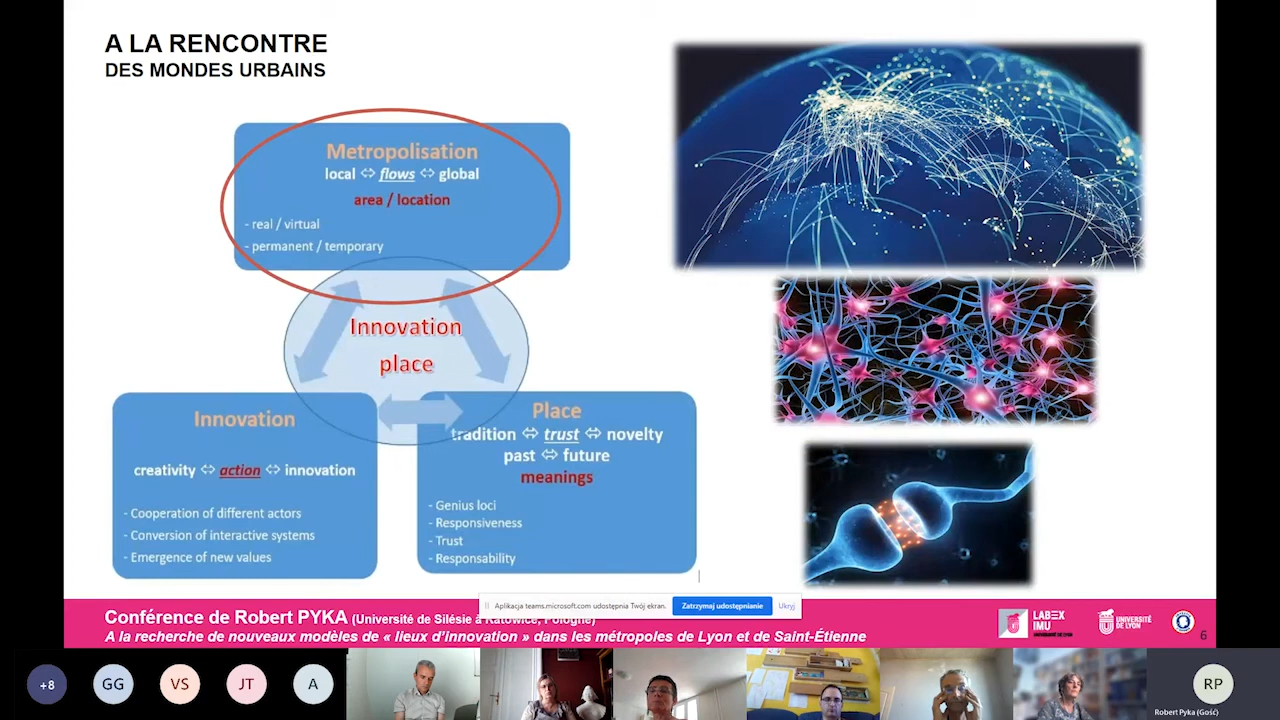 A LA RENCONTRE
DES MONDES URBAINS
Metropolisation
local ⇔ flows ⇔ global
area / location
- real / virtual
- permanent / temporary
Innovation
place
Innovation
creativity ⇔ action ⇔ innovation
- Cooperation of different actors
- Conversion of interactive systems
- Emergence of new values
Place
tradition ⇔ trust ⇔ novelty
past ⇔ future
meanings
- Genius loci
- Responsiveness
- Trust
- Responsability
Aplikacja teams.microsoft.com udostępnia Twój ekran.
Zatrzymaj udostępnianie
Ukryj
Conférence de Robert PYKA (Université de Silésie à Katowice, Pologne)
A la recherche de nouveaux modèles de « lieux d'innovation » dans les métropoles de Lyon et de Saint-Étienne
LABEX
IMU
UNIVERSITÉ DE LYON
UNIVERSITÉ
DE LYON
6
+8
GG
VS
JT
A
RP
Robert Pyka (Gość)